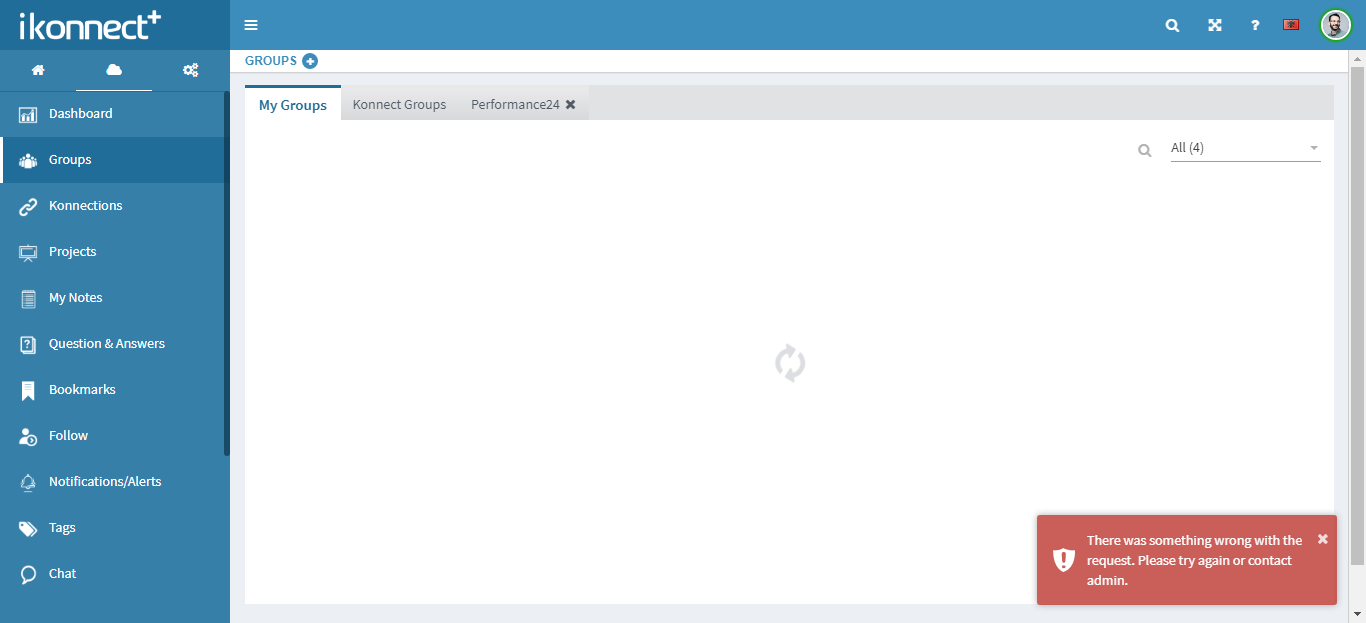 ikonnect+
GROUPS
Dashboard
Groups
Konnections
Projects
My Notes
Question & Answers
Bookmarks
Follow
Notifications/Alerts
Tags
Chat
My Groups
Konnect Groups
Performance24
All (4)
There was something wrong with the
request. Please try again or contact
admin.